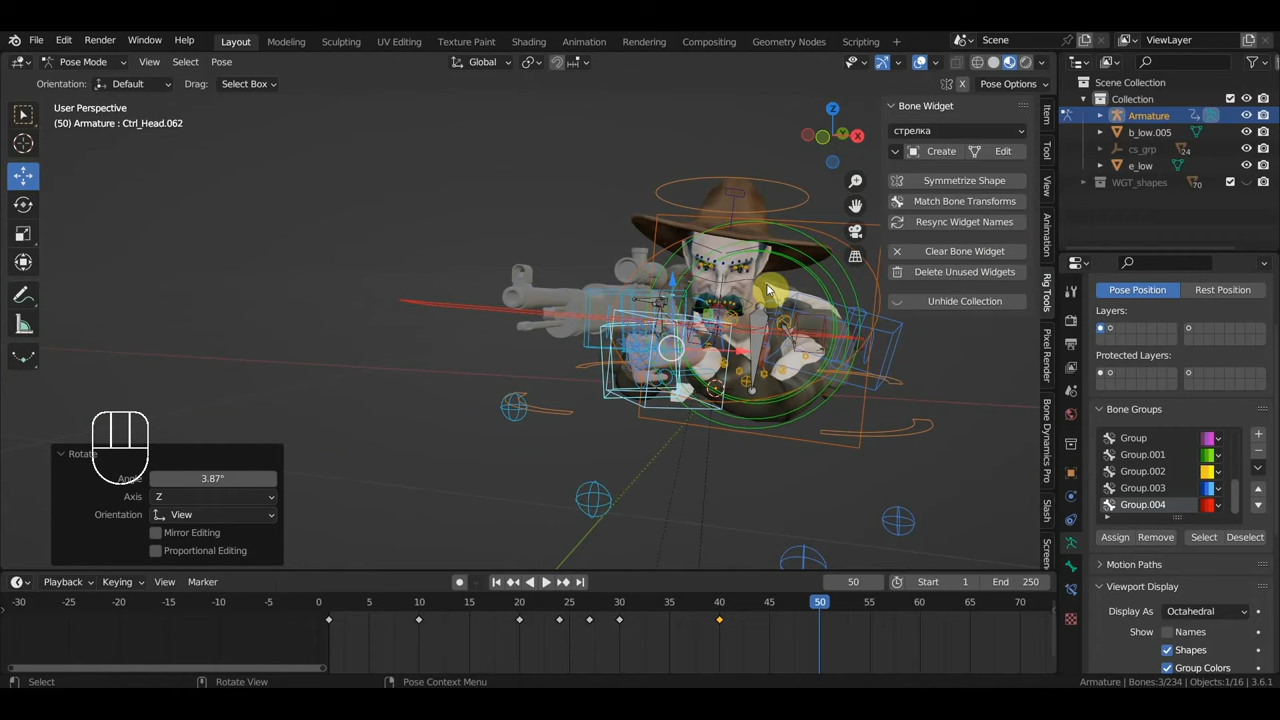 File Edit Render Window Help Layout Modeling Sculpting UV Editing Texture Paint Shading Animation Rendering Compositing Geometry Nodes Scripting + Scene ViewLayer
Pose Mode View Select Pose Global Pose Options
Orientation: Default Drag: Select Box X
User Perspective
(50) Armature : Ctrl_Head.062
Z
X
Bone Widget
стрелка
Create Edit
Symmetrize Shape
Match Bone Transforms
Resync Widget Names
Clear Bone Widget
Delete Unused Widgets
Unhide Collection
Item
Tool
View
Animation
Rig Tools
Pixel Render
Bone Dynamics Pro
Slash
Screen
Scene Collection
Collection
Armature
b_low.005
cs_grp 24
e_low
WGT_shapes 70
Pose Position Rest Position
Layers:
Protected Layers:
Bone Groups
Group
Group.001
Group.002
Group.003
Group.004
Assign Remove Select Deselect
Motion Paths
Viewport Display
Display As Octahedral
Show Names
Shapes
Group Colors
Rotate
Angle 3.87°
Axis Z
Orientation View
Mirror Editing
Proportional Editing
Playback Keying View Marker 50 Start 1 End 250
-30 -25 -20 -15 -10 -5 0 5 10 15 20 25 30 35 40 45 50 55 60 65 70
Select Rotate View Pose Context Menu Armature | Bones:3/234 | Objects:1/16 | 3.6.1